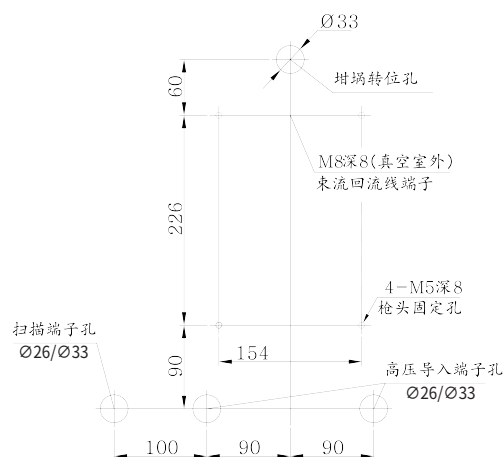 Ø33
坩埚转位孔
60
M8深8(真空室外)
束流回流线端子
226
4-M5深8
枪头固定孔
扫描端子孔
Ø26/Ø33
154
90
高压导入端子孔
Ø26/Ø33
100
90
90